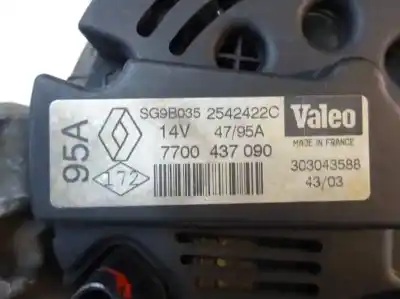 95A
SG9B035 2542422C
14V 47/95A
7700 437 090
172
Valeo
MADE IN FRANCE
303043588
43/03